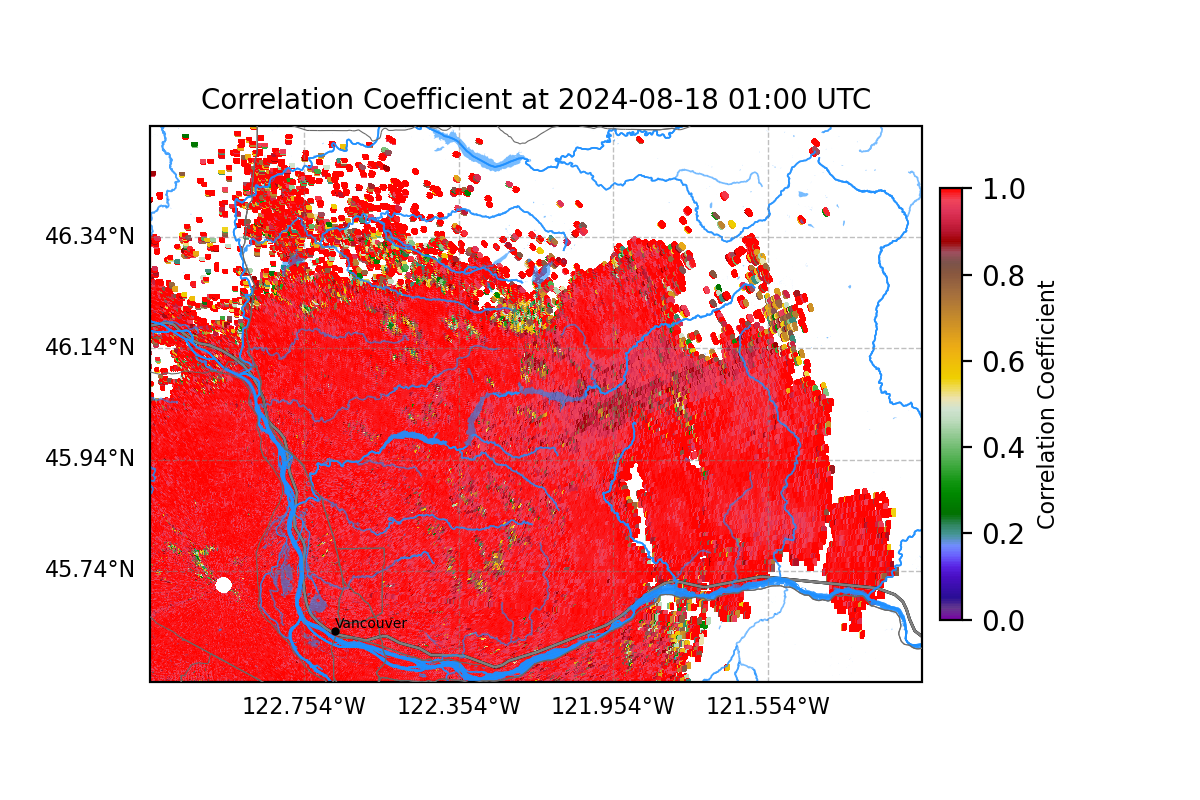 Correlation Coefficient at 2024-08-18 01:00 UTC
46.34°N
46.14°N
45.94°N
45.74°N
122.754°W
122.354°W
121.954°W
121.554°W
Vancouver
1.0
0.8
0.6
0.4
0.2
0.0
Correlation Coefficient